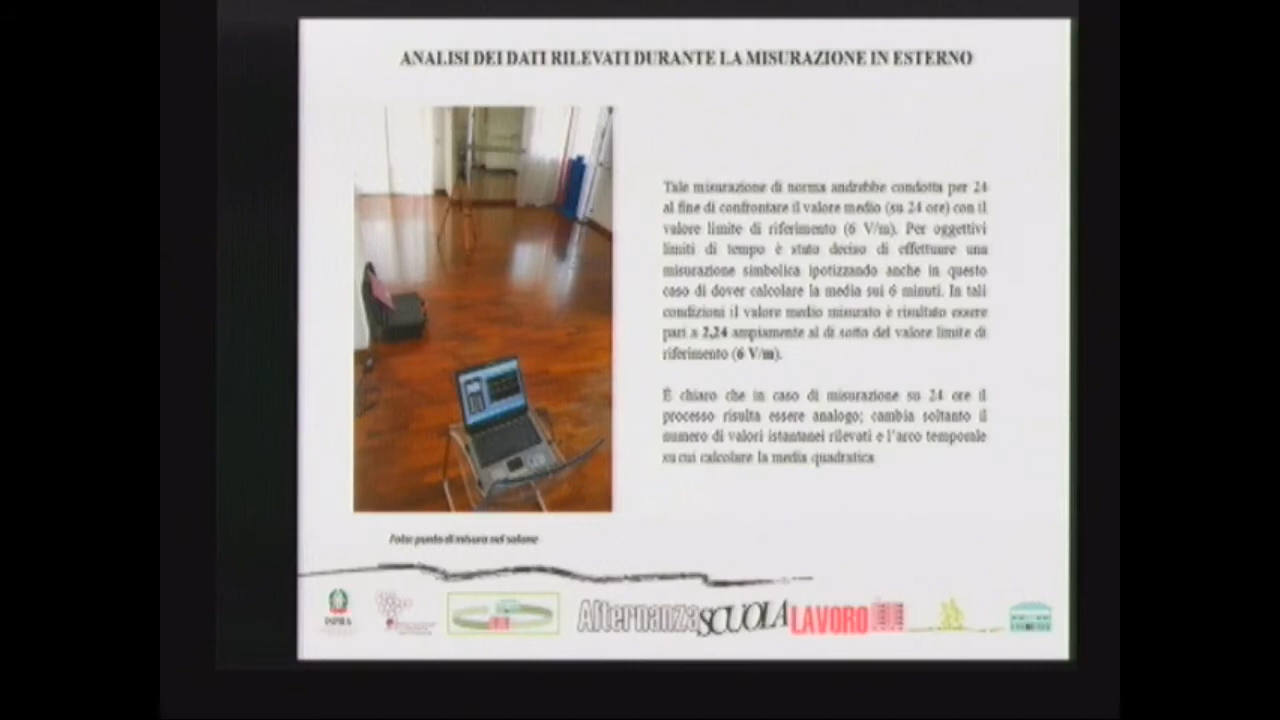 ANALISI DEI DATI RILEVATI DURANTE LA MISURAZIONE IN ESTERNO
Tale misurazione di norma andrebbe condotta per 24
al fine di confrontare il valore medio (su 24 ore) con il
valore limite di riferimento (6 V/m). Per oggettivi
limiti di tempo è stato deciso di effettuare una
misurazione simbolica ipotizzando anche in questo
caso di dover calcolare la media sui 6 minuti. In tali
condizioni il valore medio misurato è risultato essere
pari a 2,24 ampiamente al di sotto del valore limite di
riferimento (6 V/m).
È chiaro che in caso di misurazione su 24 ore il
processo risulta essere analogo; cambia soltanto il
numero di valori istantanei rilevati e l'arco temporale
su cui calcolare la media quadratica
Foto: punto di misura nel salone
ISPRA
AlternanzaSCUOLALAVORO